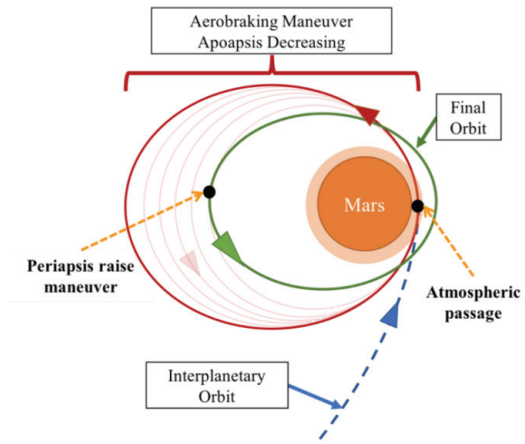 Aerobraking Maneuver
Apoapsis Decreasing
Final
Orbit
Mars
Periapsis raise
maneuver
Atmospheric
passage
Interplanetary
Orbit